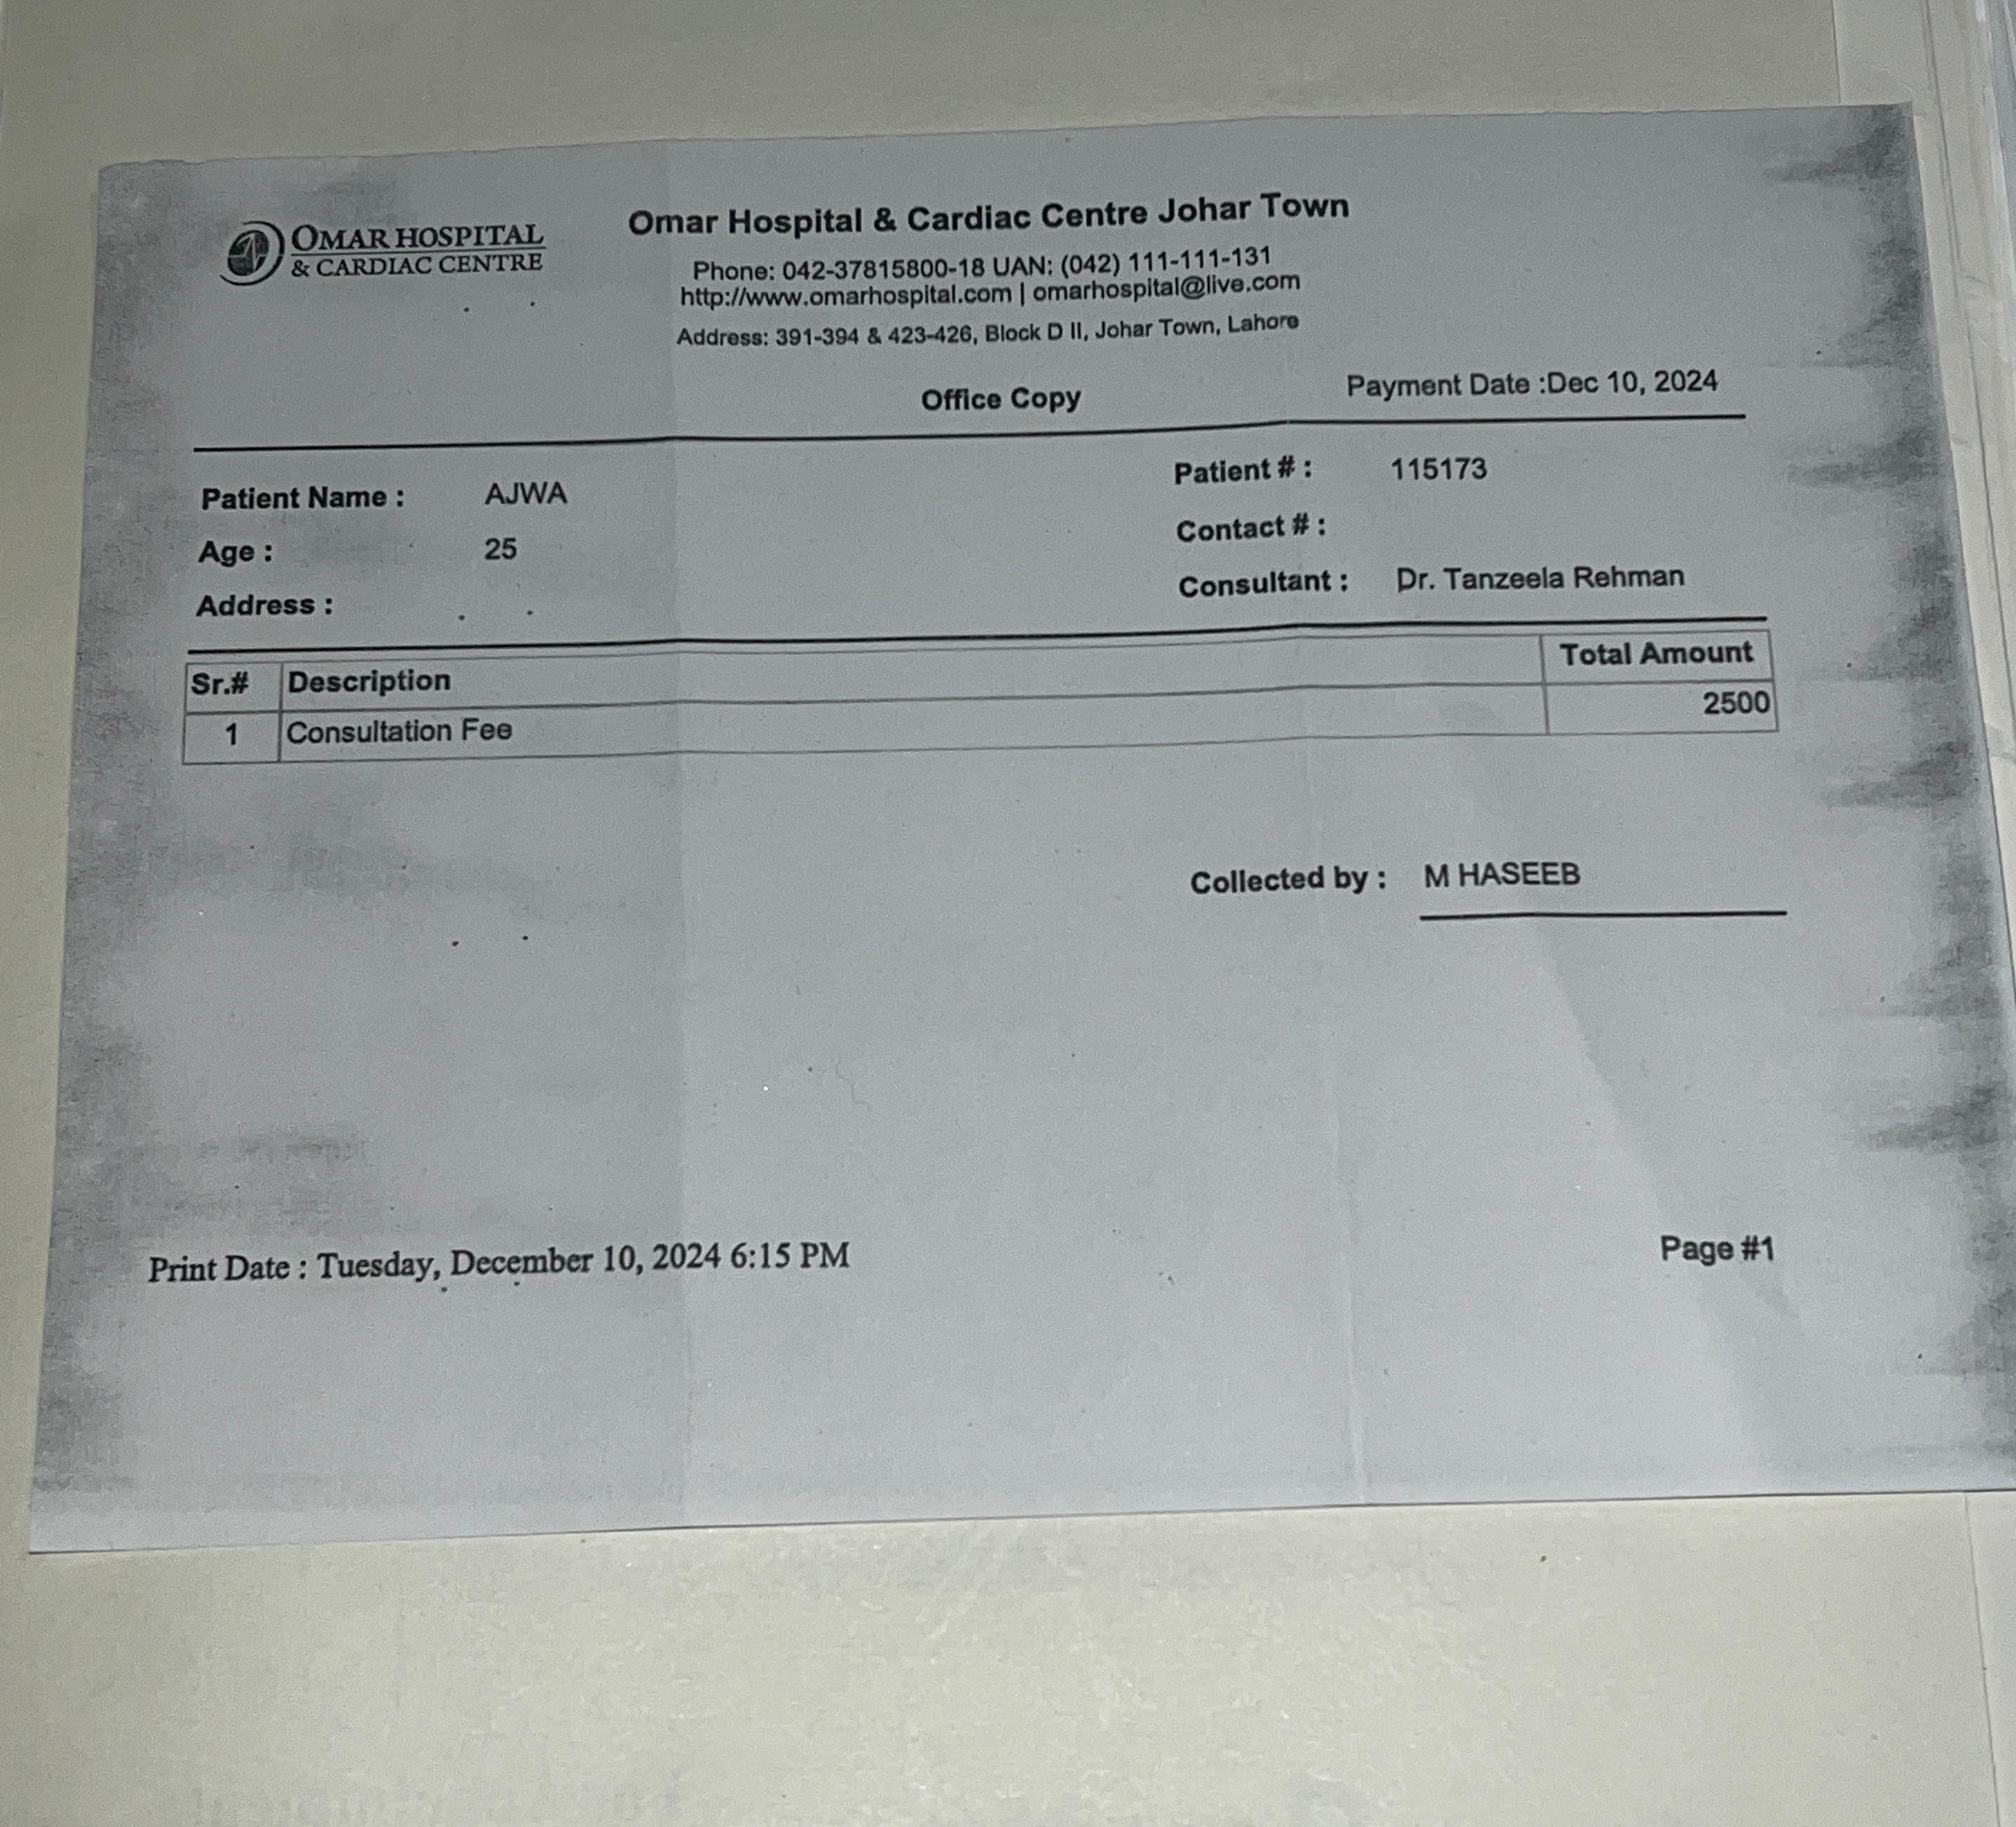 OMAR HOSPITAL
& CARDIAC CENTRE
Omar Hospital & Cardiac Centre Johar Town
Phone: 042-37815800-18 UAN: (042) 111-111-131
http://www.omarhospital.com | omarhospital@live.com
Address: 391-394 & 423-426, Block D II, Johar Town, Lahore
Office Copy
Payment Date :Dec 10, 2024
Patient Name : AJWA
Patient # : 115173
Age : 25
Contact # :
Address :
Consultant : Dr. Tanzeela Rehman
Sr.# Description Total Amount
1 Consultation Fee 2500
Collected by : M HASEEB
Print Date : Tuesday, December 10, 2024 6:15 PM
Page #1